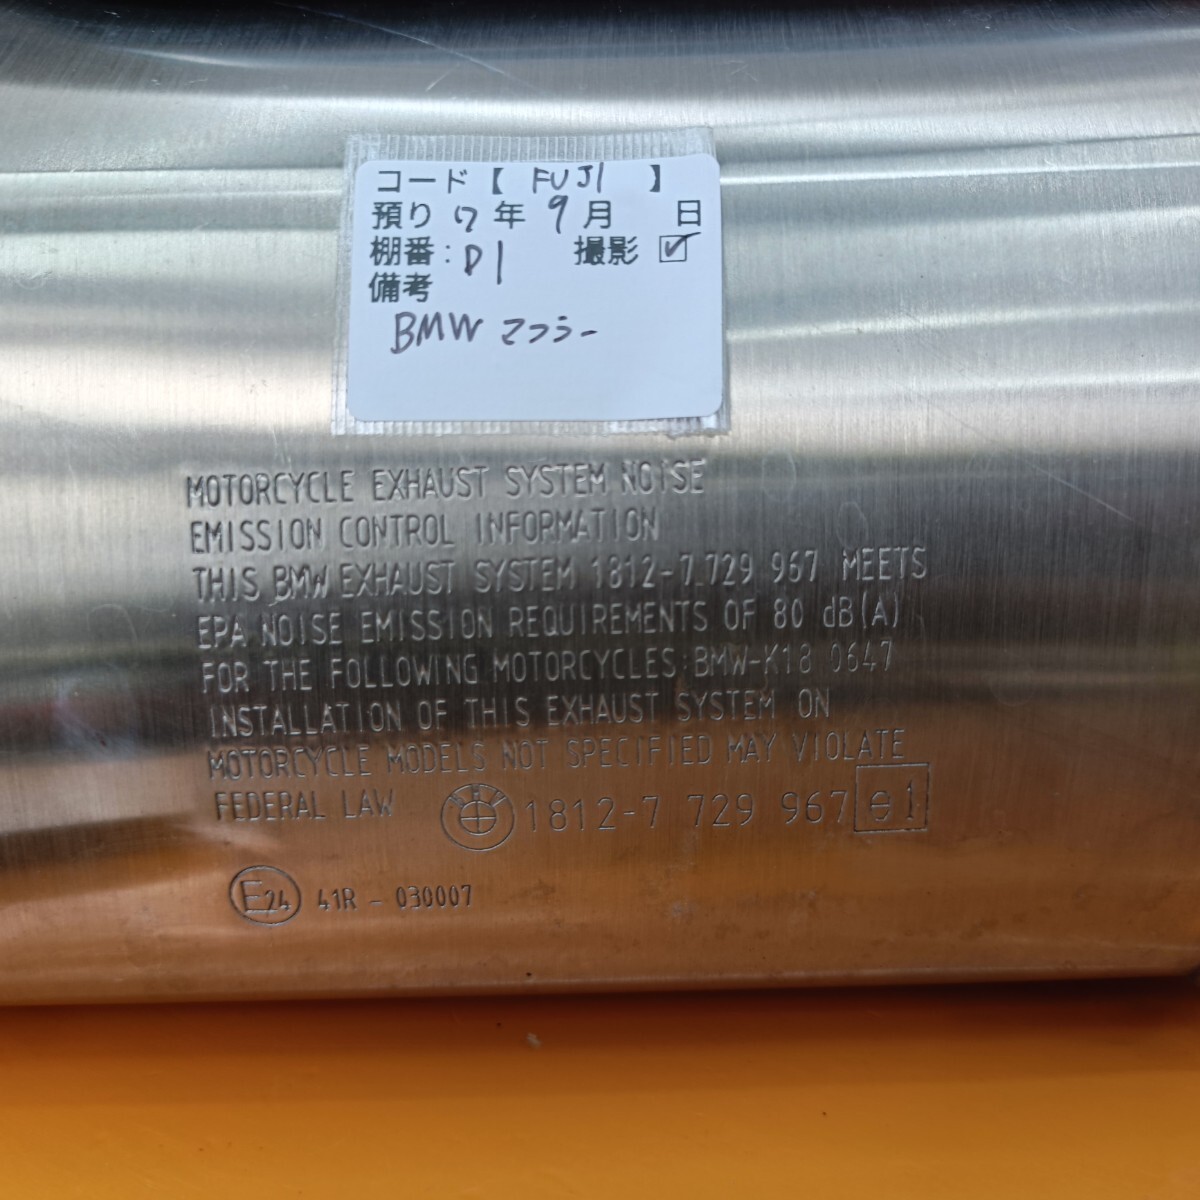 コード【 FUJI 】
預り 17年 9月 日
棚番: D1 撮影 ☑
備考
BMW マフラー
MOTORCYCLE EXHAUST SYSTEM NOISE
EMISSION CONTROL INFORMATION
THIS BMW EXHAUST SYSTEM 1812-7 729 967 MEETS
EPA NOISE EMISSION REQUIREMENTS OF 80 dB(A)
FOR THE FOLLOWING MOTORCYCLES:BMW-K18 0647
INSTALLATION OF THIS EXHAUST SYSTEM ON
MOTORCYCLE MODELS NOT SPECIFIED MAY VIOLATE
FEDERAL LAW
BMW 1812-7 729 967 e1
E24 41R - 030007